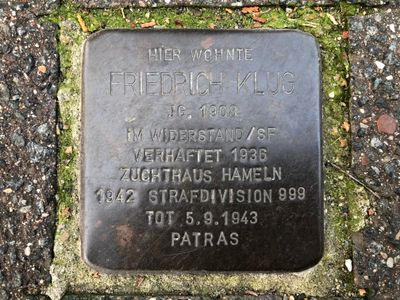 HIER WOHNTE
FRIEDRICH KLUG
JG. 1908
IM WIDERSTAND/SF
VERHAFTET 1936
ZUCHTHAUS HAMELN
1942 STRAFDIVISION 999
TOT 5.9.1943
PATRAS